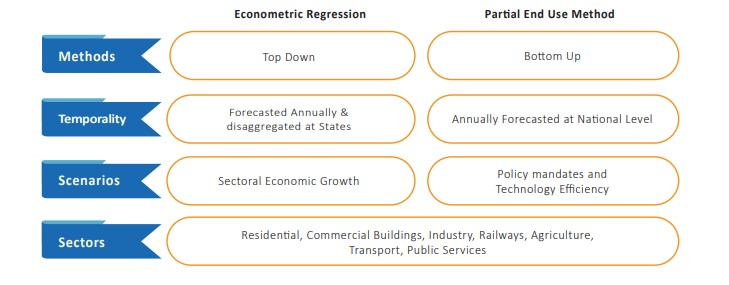 Econometric Regression
Partial End Use Method
Methods
Top Down
Bottom Up
Temporality
Forecasted Annually &
disaggregated at States
Annually Forecasted at National Level
Scenarios
Sectoral Economic Growth
Policy mandates and
Technology Efficiency
Sectors
Residential, Commercial Buildings, Industry, Railways, Agriculture,
Transport, Public Services